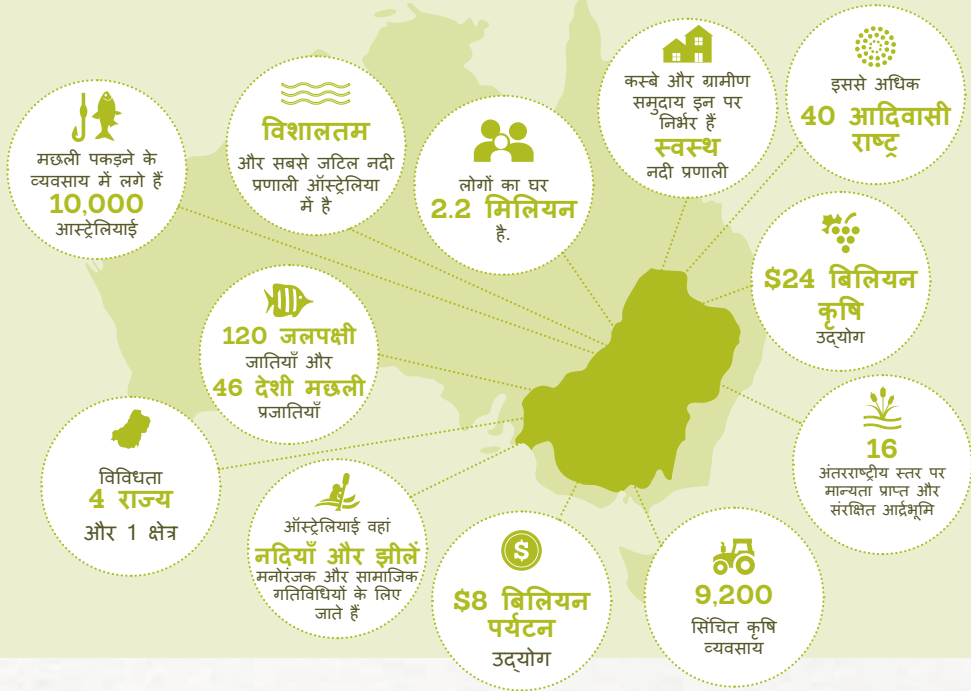 मछली पकड़ने के
व्यवसाय में लगे हैं
10,000
आस्ट्रेलियाई
विशालतम
और सबसे जटिल नदी
प्रणाली ऑस्ट्रेलिया
में है
लोगों का घर
2.2 मिलियन
है.
कस्बे और ग्रामीण
समुदाय इन पर
निर्भर हैं
स्वस्थ
नदी प्रणाली
इससे अधिक
40 आदिवासी
राष्ट्र
$24 बिलियन
कृषि
उद्योग
120 जलपक्षी
जातियाँ और
46 देशी मछली
प्रजातियाँ
16
अंतरराष्ट्रीय स्तर पर
मान्यता प्राप्त और
संरक्षित आर्द्रभूमि
विविधता
4 राज्य
और 1 क्षेत्र
ऑस्ट्रेलियाई वहां
नदियाँ और झीलें
मनोरंजक और सामाजिक
गतिविधियों के लिए
जाते हैं
$8 बिलियन
पर्यटन
उद्योग
9,200
सिंचित कृषि
व्यवसाय